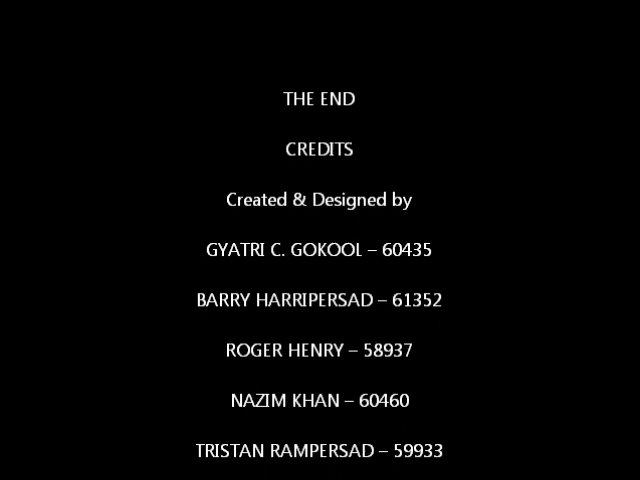 THE END
CREDITS
Created & Designed by
GYATRI C. GOKOOL – 60435
BARRY HARRIPERSAD – 61352
ROGER HENRY – 58937
NAZIM KHAN – 60460
TRISTAN RAMPERSAD – 59933